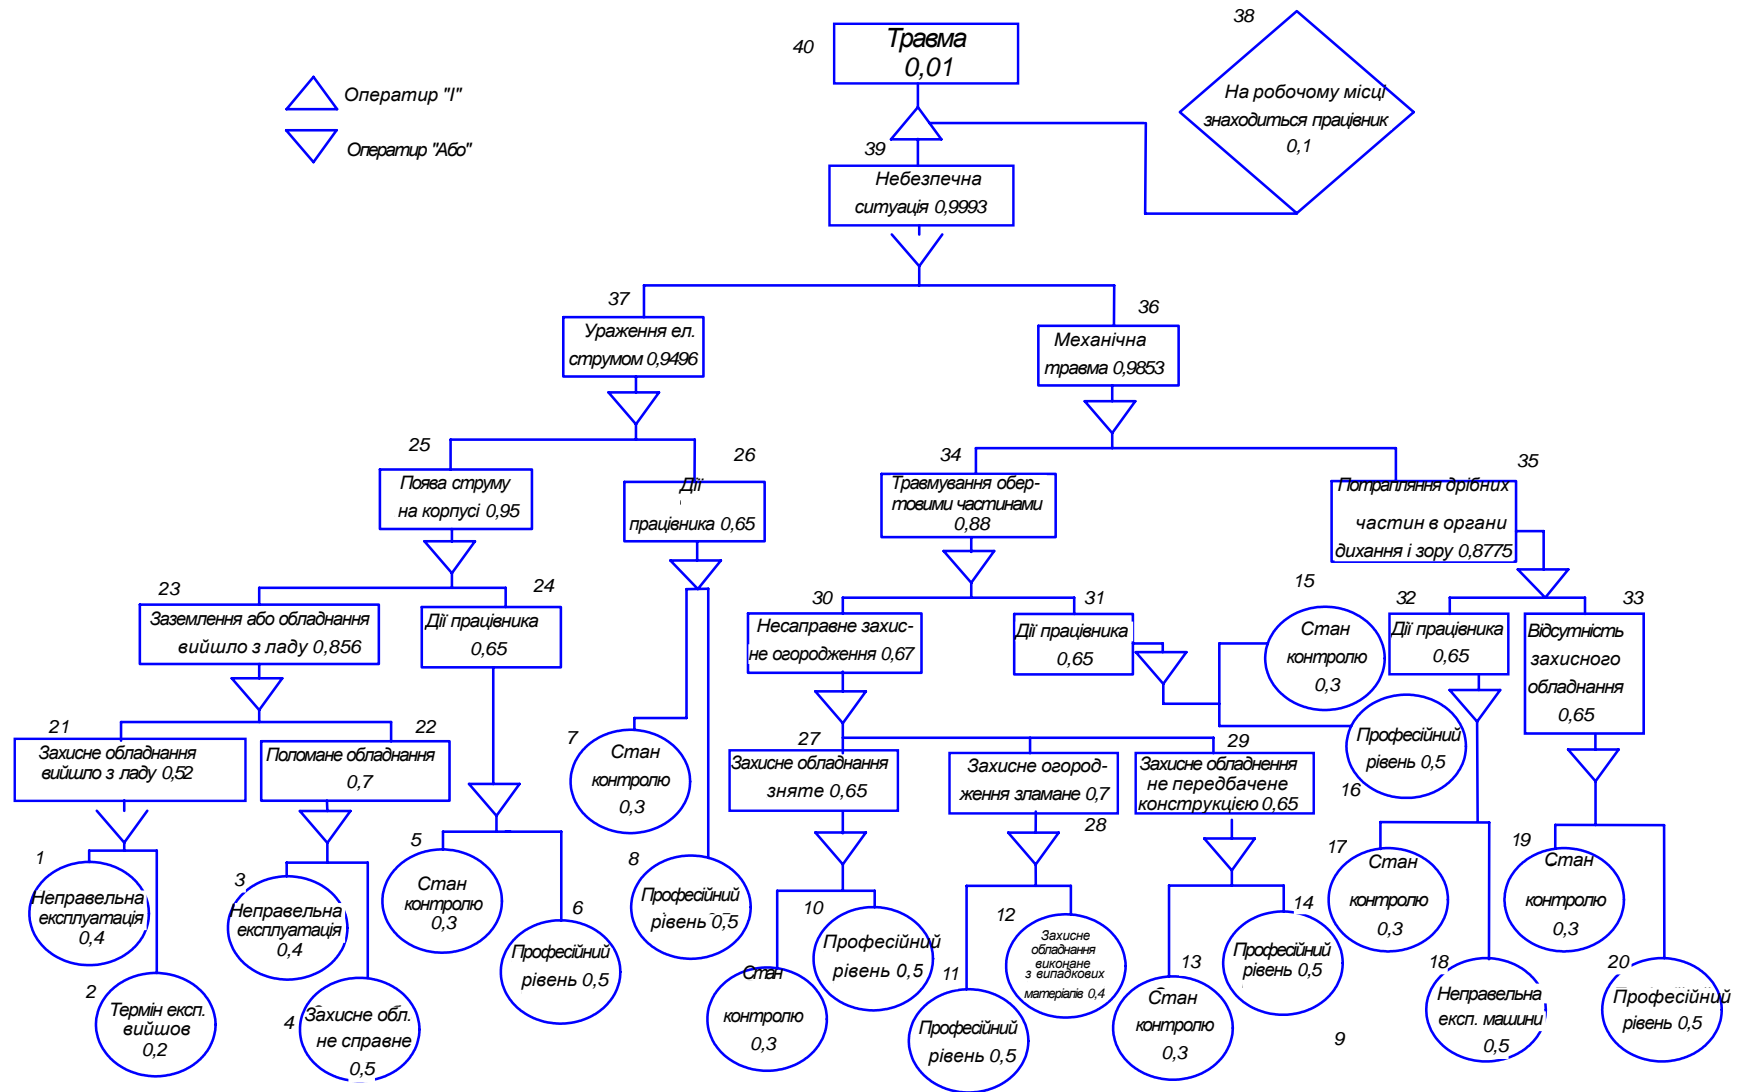 38
40
Травма
0,01
Оператир "І"
Оператир "Або"
На робочому місці
знаходиться працівник
0,1
39
Небезпечна
ситуація 0,9993
37
Ураження ел.
струмом 0,9496
36
Механічна
травма 0,9853
25
Поява струму
на корпусі 0,95
26
Дії
працівника 0,65
34
Травмування обер-
товими частинами
0,88
35
Потрапляння дрібних
частин в органи
дихання і зору 0,8775
23
Заземлення або обладнання
вийшло з ладу 0,856
24
Дії працівника
0,65
30
Несаправне захис-
не огородження 0,67
31
Дії працівника
0,65
15
Стан
контролю
0,3
32
Дії працівника
0,65
33
Відсутність
захисного
обладнання
0,65
21
Захисне обладнання
вийшло з ладу 0,52
22
Поломане обладнання
0,7
7
Стан
контролю
0,3
27
Захисне обладнання
зняте 0,65
Захисне огород-
ження зламане 0,7
28
29
Захисне обладнення
не передбачене
конструкцією 0,65
Професійний
рівень 0,5
16
1
Неправельна
експлуатація
0,4
2
Термін експ.
вийшов
0,2
3
Неправельна
експлуатація
0,4
4
Захисне обл.
не справне
0,5
5
Стан
контролю
0,3
6
Професійний
рівень 0,5
8
Професійний
рівень 0,5
Стан
контролю
0,3
10
Професійний
рівень 0,5
11
Професійний
рівень 0,5
12
Захисне
обладнання
виконане
з випадкових
матеріалів 0,4
13
Стан
контролю
0,3
14
Професійний
рівень 0,5
9
17
Стан
контролю
0,3
18
Неправельна
експ. машини
0,5
19
Стан
контролю
0,3
20
Професійний
рівень 0,5